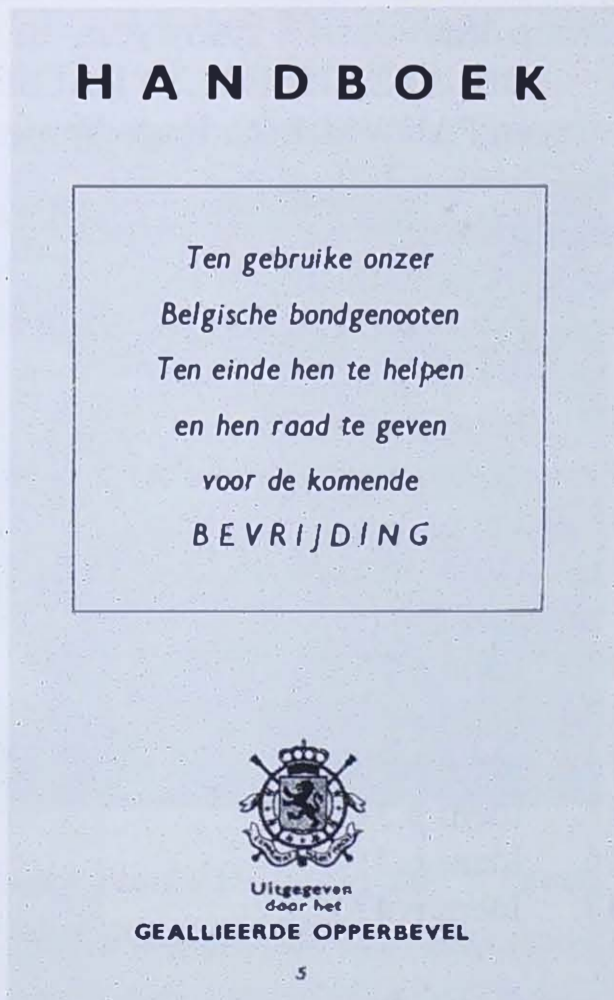 HANDBOEK
Ten gebruike onzer
Belgische bondgenooten
Ten einde hen te helpen
en hen raad te geven
voor de komende
BEVRIJDING
Uitgegeven
door het
GEALLIEERDE OPPERBEVEL
5